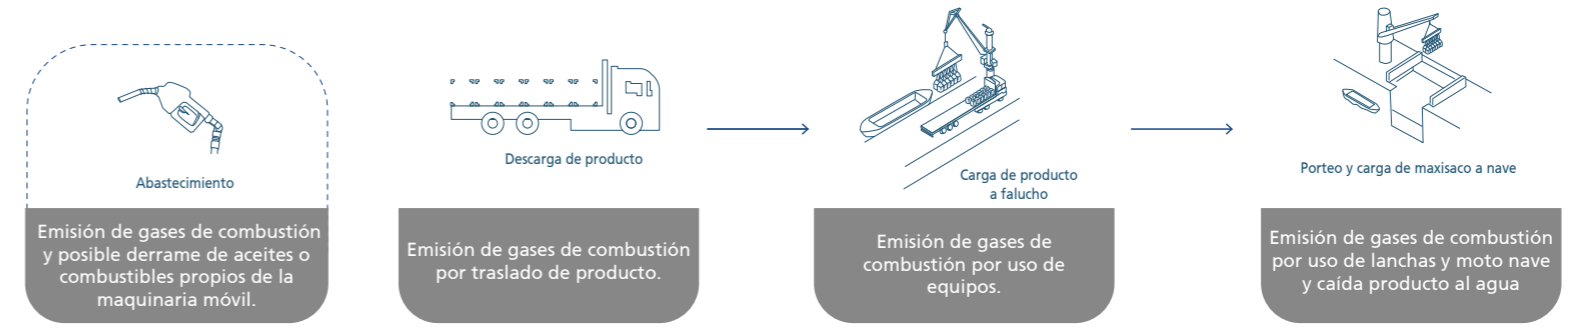 Abastecimiento
Emisión de gases de combustión
y posible derrame de aceites o
combustibles propios de la
maquinaria móvil.
Descarga de producto
Emisión de gases de combustión
por traslado de producto.
Carga de producto
a falucho
Emisión de gases de
combustión por uso de
equipos.
Porteo y carga de maxisaco a nave
Emisión de gases de combustión
por uso de lanchas y moto nave
y caída producto al agua